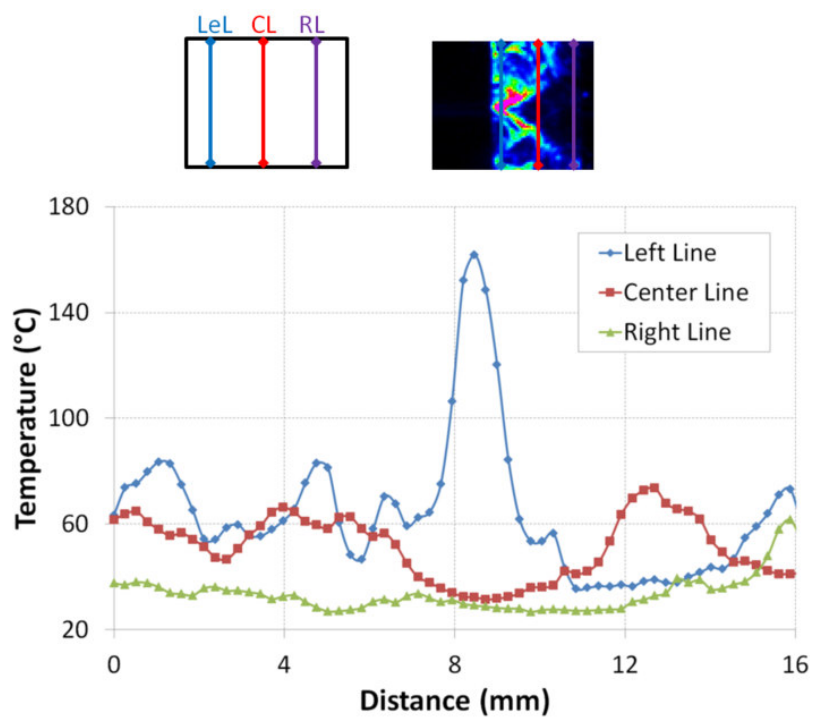 LeL CL RL
180
140
100
60
20
Temperature (°C)
Left Line
Center Line
Right Line
0 4 8 12 16
Distance (mm)